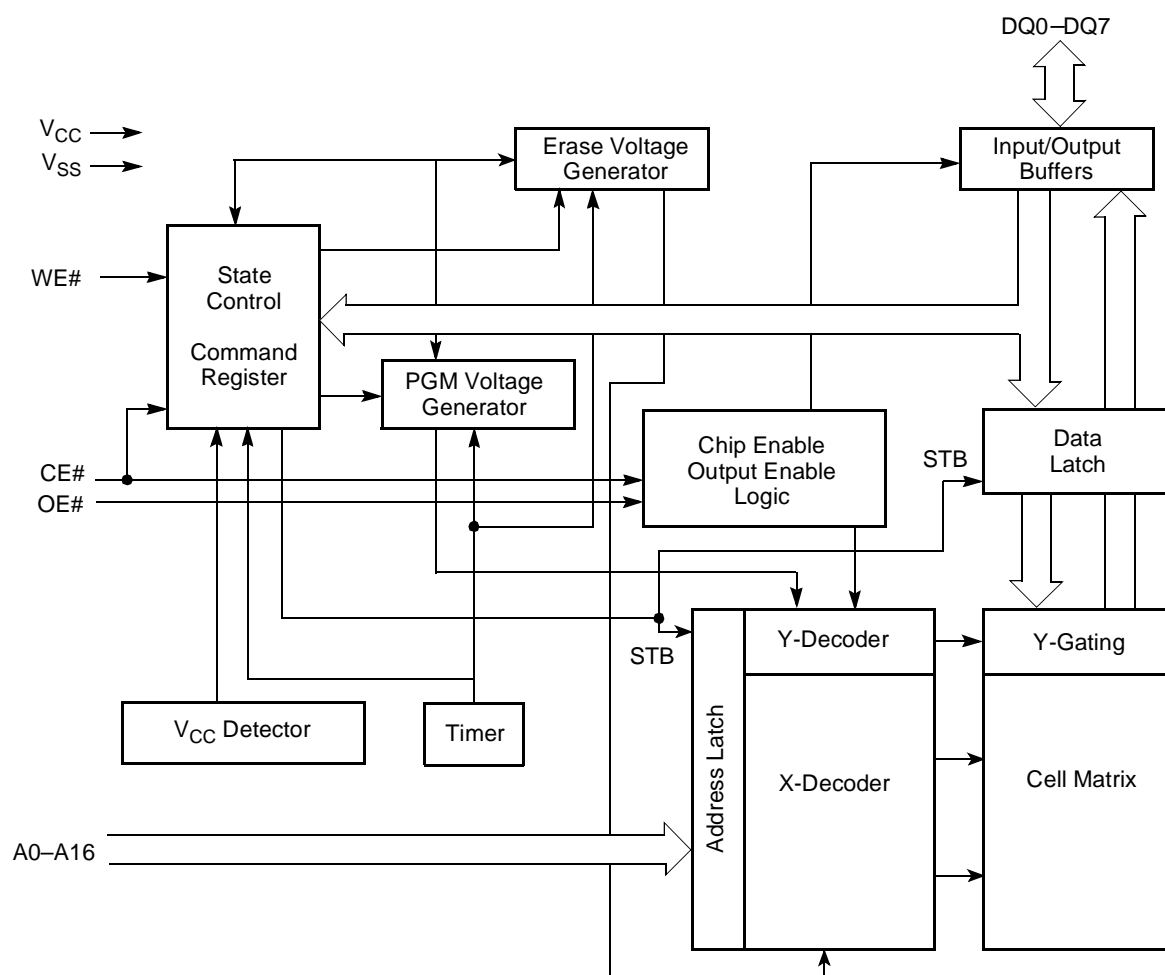 DQ0–DQ7
VCC
VSS
Erase Voltage
Generator
Input/Output
Buffers
WE#
State
Control
Command
Register
PGM Voltage
Generator
Chip Enable
Output Enable
Logic
Data
Latch
STB
CE#
OE#
STB
Y-Decoder
Y-Gating
VCC Detector
Timer
Address Latch
X-Decoder
Cell Matrix
A0–A16